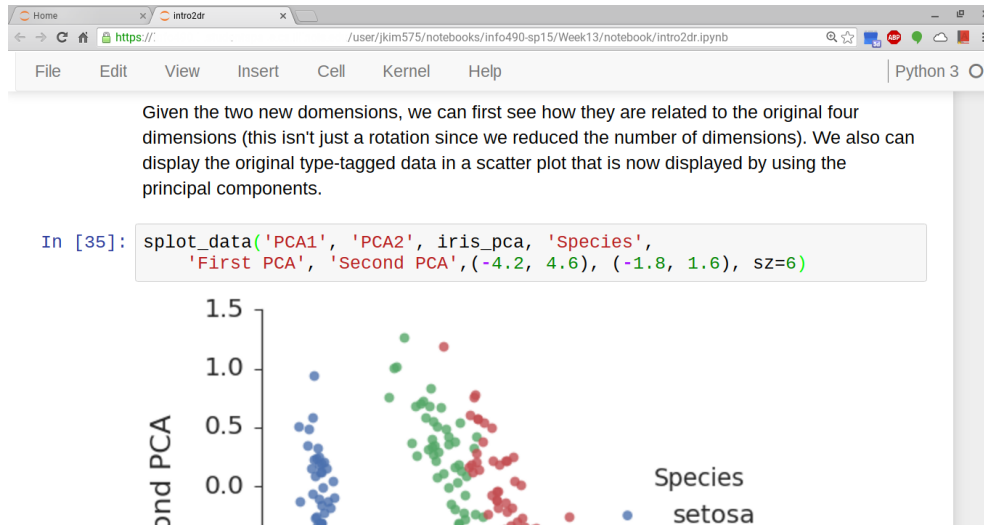 Home
intro2dr
https://
/user/jkim575/notebooks/info490-sp15/Week13/notebook/intro2dr.ipynb
ABP
File Edit View Insert Cell Kernel Help
Python 3
Given the two new domensions, we can first see how they are related to the original four
dimensions (this isn't just a rotation since we reduced the number of dimensions). We also can
display the original type-tagged data in a scatter plot that is now displayed by using the
principal components.
In [35]: splot_data('PCA1', 'PCA2', iris_pca, 'Species',
'First PCA', 'Second PCA',(-4.2, 4.6), (-1.8, 1.6), sz=6)
1.5
1.0
0.5
0.0
ond PCA
Species
setosa